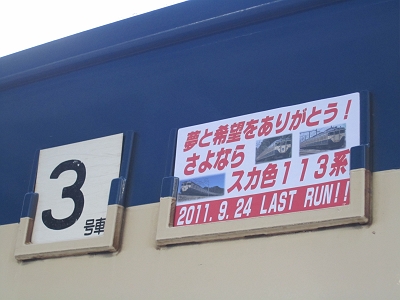 3
号車
夢と希望をありがとう！
さよなら
スカ色１１３系
2011.9.24 LAST RUN!!